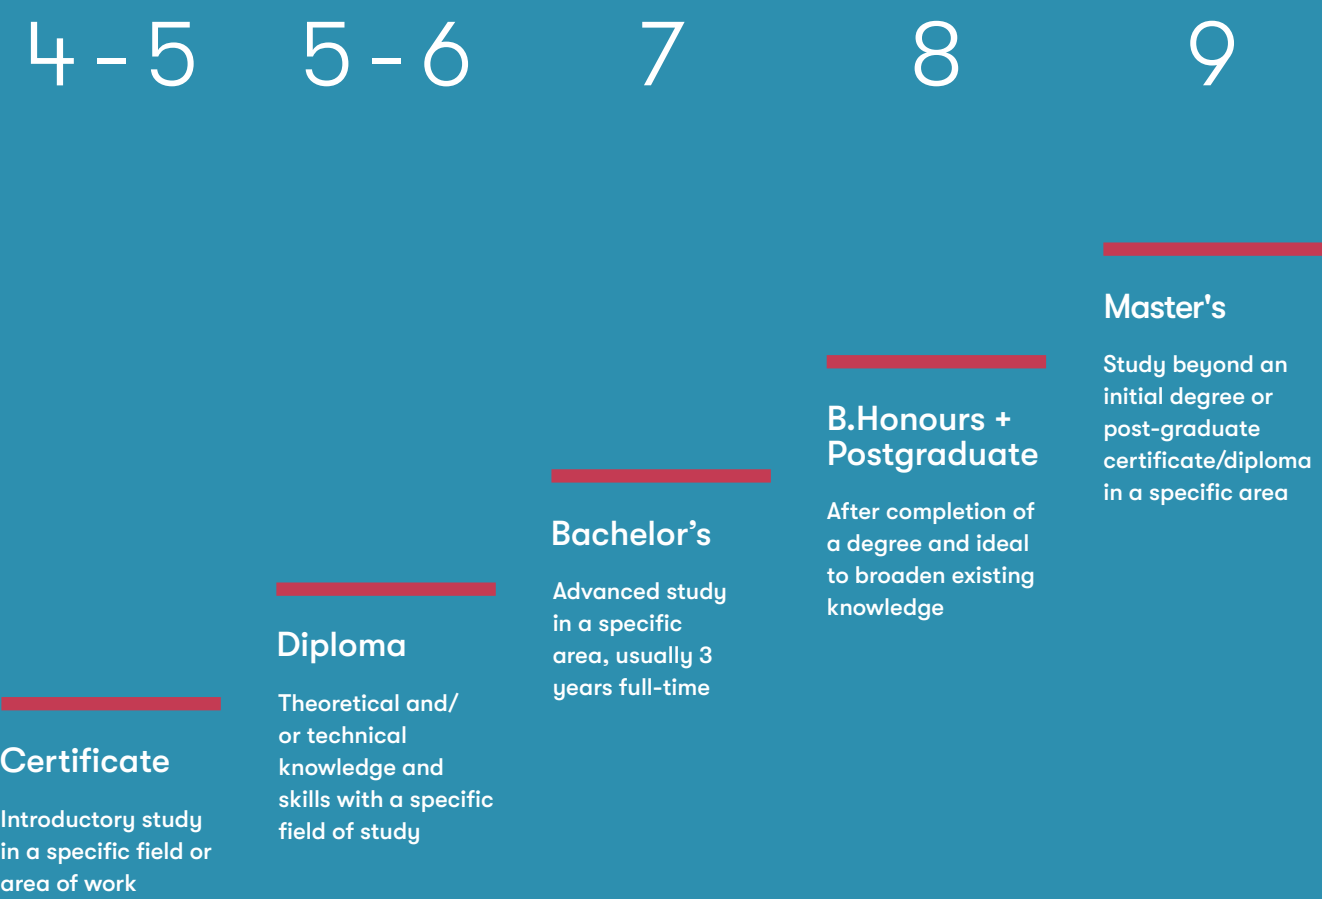 4-5
5-6
7
8
9
Certificate
Introductory study
in a specific field or
area of work
Diploma
Theoretical and/
or technical
knowledge and
skills with a specific
field of study
Bachelor’s
Advanced study
in a specific
area, usually 3
years full-time
B.Honours +
Postgraduate
After completion of
a degree and ideal
to broaden existing
knowledge
Master's
Study beyond an
initial degree or
post-graduate
certificate/diploma
in a specific area